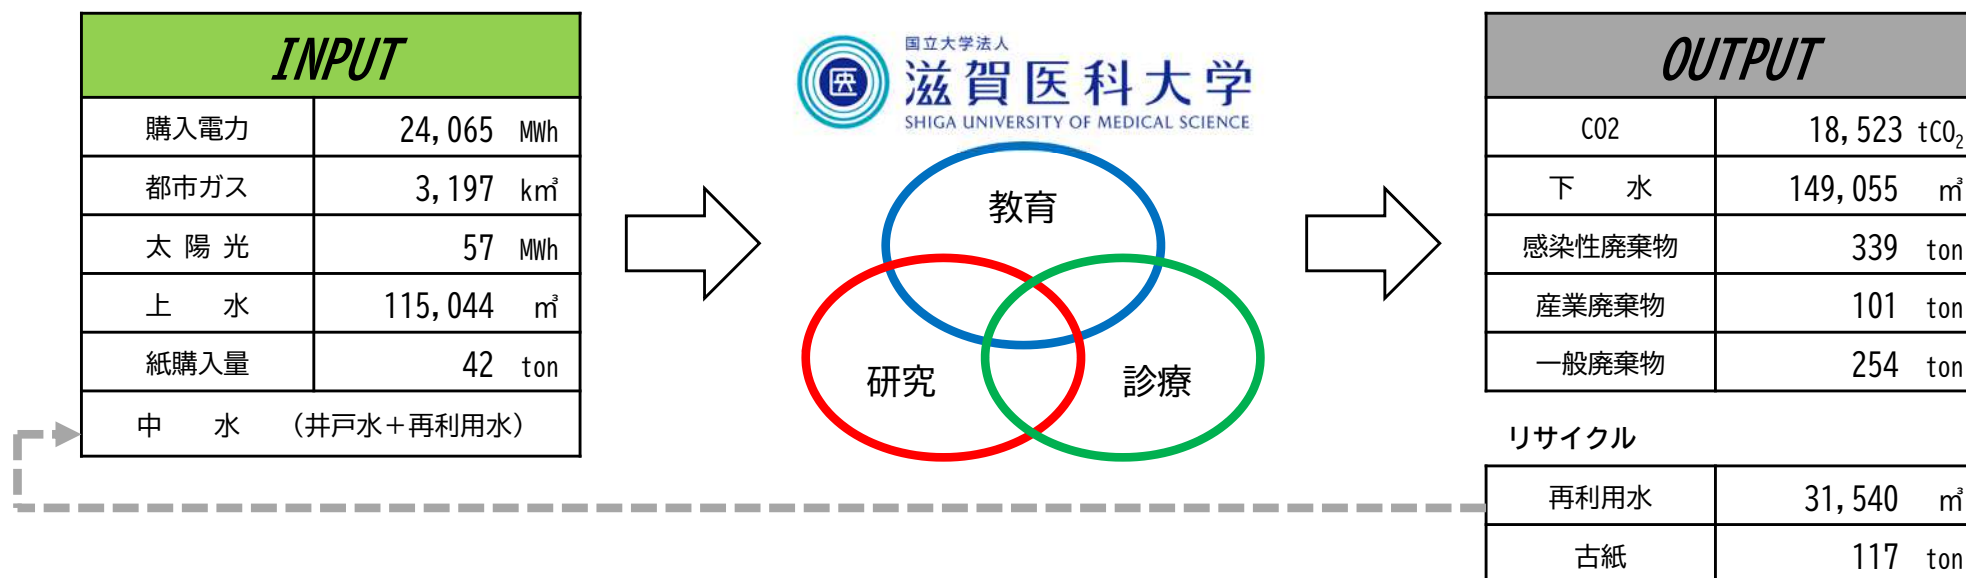 INPUT
購入電力 24,065 MWh
都市ガス 3,197 k㎥
太 陽 光 57 MWh
上　　水 115,044 ㎥
紙購入量 42 ton
中　　水　（井戸水＋再利用水）
国立大学法人
医 滋賀医科大学
SHIGA UNIVERSITY OF MEDICAL SCIENCE
教育
研究
診療
OUTPUT
CO2 18,523 tCO₂
下　　水 149,055 ㎥
感染性廃棄物 339 ton
産業廃棄物 101 ton
一般廃棄物 254 ton
リサイクル
再利用水 31,540 ㎥
古紙 117 ton